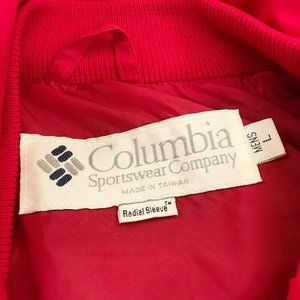 Columbia
Sportswear Company
MADE IN TAIWAN
Radial Sleeve™
MENS L